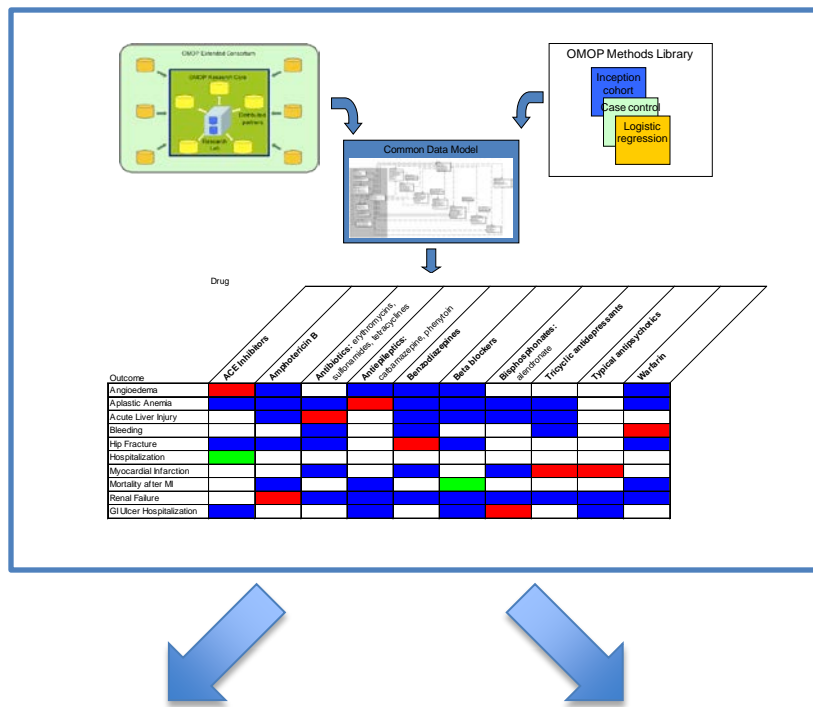 OMOP Extended Consortium
OMOP Research Core
Distributed
partners
Research
Lab
OMOP Methods Library
Inception
cohort
Case control
Logistic
regression
Common Data Model
Drug
Outcome
ACE Inhibitors
Amphotericin B
Antibiotics: erythromycins,
sulfonamides, tetracyclines
Antiepileptics:
carbamazepine, phenytoin
Benzodiazepines
Beta blockers
Bisphosphonates:
alendronate
Tricyclic antidepressants
Typical antipsychotics
Warfarin
Angioedema
Aplastic Anemia
Acute Liver Injury
Bleeding
Hip Fracture
Hospitalization
Myocardial Infarction
Mortality after MI
Renal Failure
GI Ulcer Hospitalization